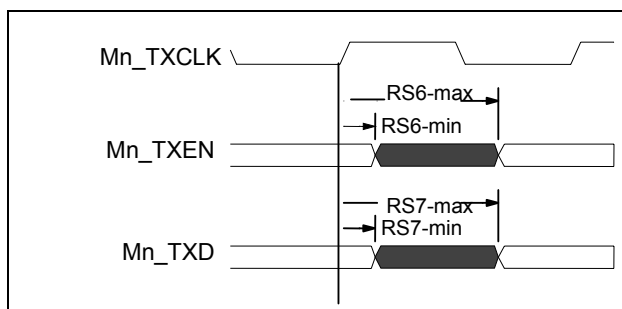 Mn_TXCLK
RS6-max
RS6-min
Mn_TXEN
RS7-max
RS7-min
Mn_TXD